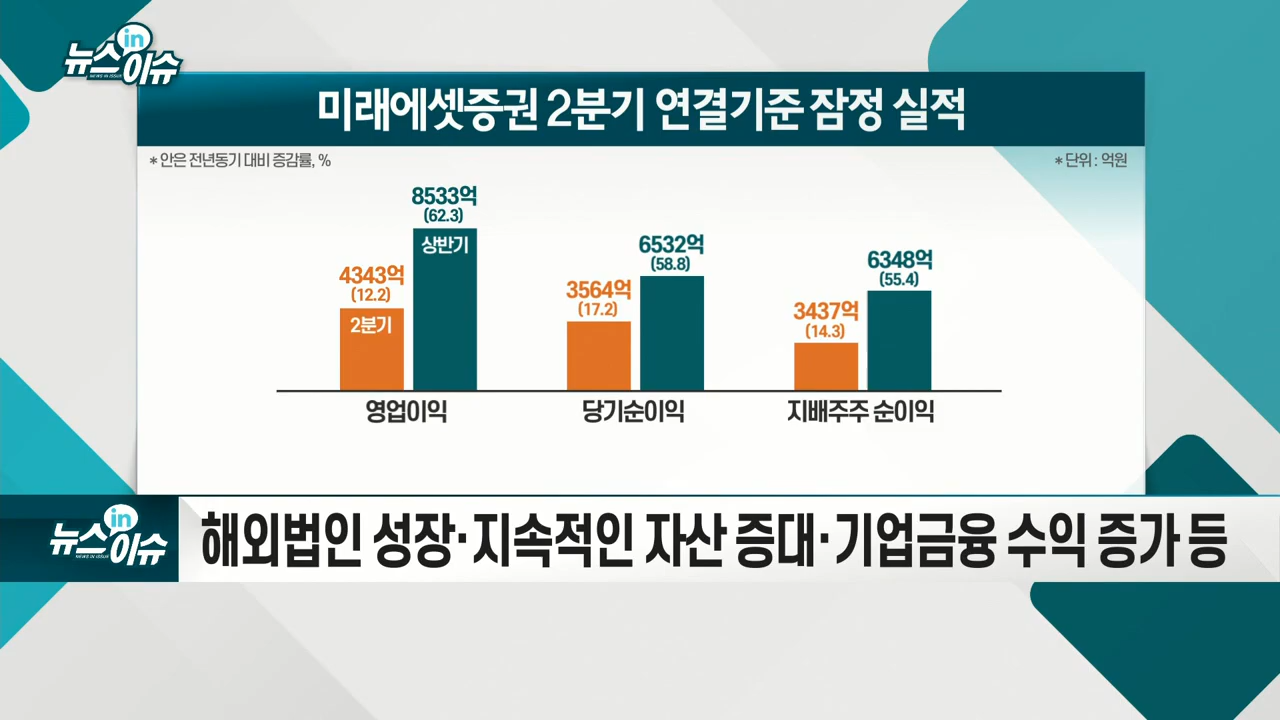 뉴스in이슈
NEWS IN ISSUE
미래에셋증권 2분기 연결기준 잠정 실적
* 안은 전년동기 대비 증감률, %
* 단위 : 억원
8533억
(62.3)
상반기
4343억
(12.2)
2분기
영업이익
6532억
(58.8)
3564억
(17.2)
당기순이익
6348억
(55.4)
3437억
(14.3)
지배주주 순이익
뉴스in이슈
NEWS IN ISSUE
해외법인 성장·지속적인 자산 증대·기업금융 수익 증가 등